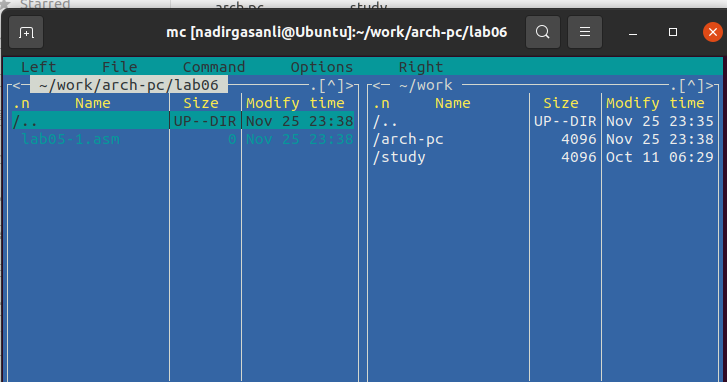 Starred arch-pc study
mc [nadirgasanli@Ubuntu]:~/work/arch-pc/lab06
Left File Command Options Right
<─ ~/work/arch-pc/lab06 ─.[^]>
.n Name Size Modify time
/.. UP--DIR Nov 25 23:38
lab05-1.asm 0 Nov 25 23:38
<─ ~/work ─.[^]>
.n Name Size Modify time
/.. UP--DIR Nov 25 23:35
/arch-pc 4096 Nov 25 23:38
/study 4096 Oct 11 06:29